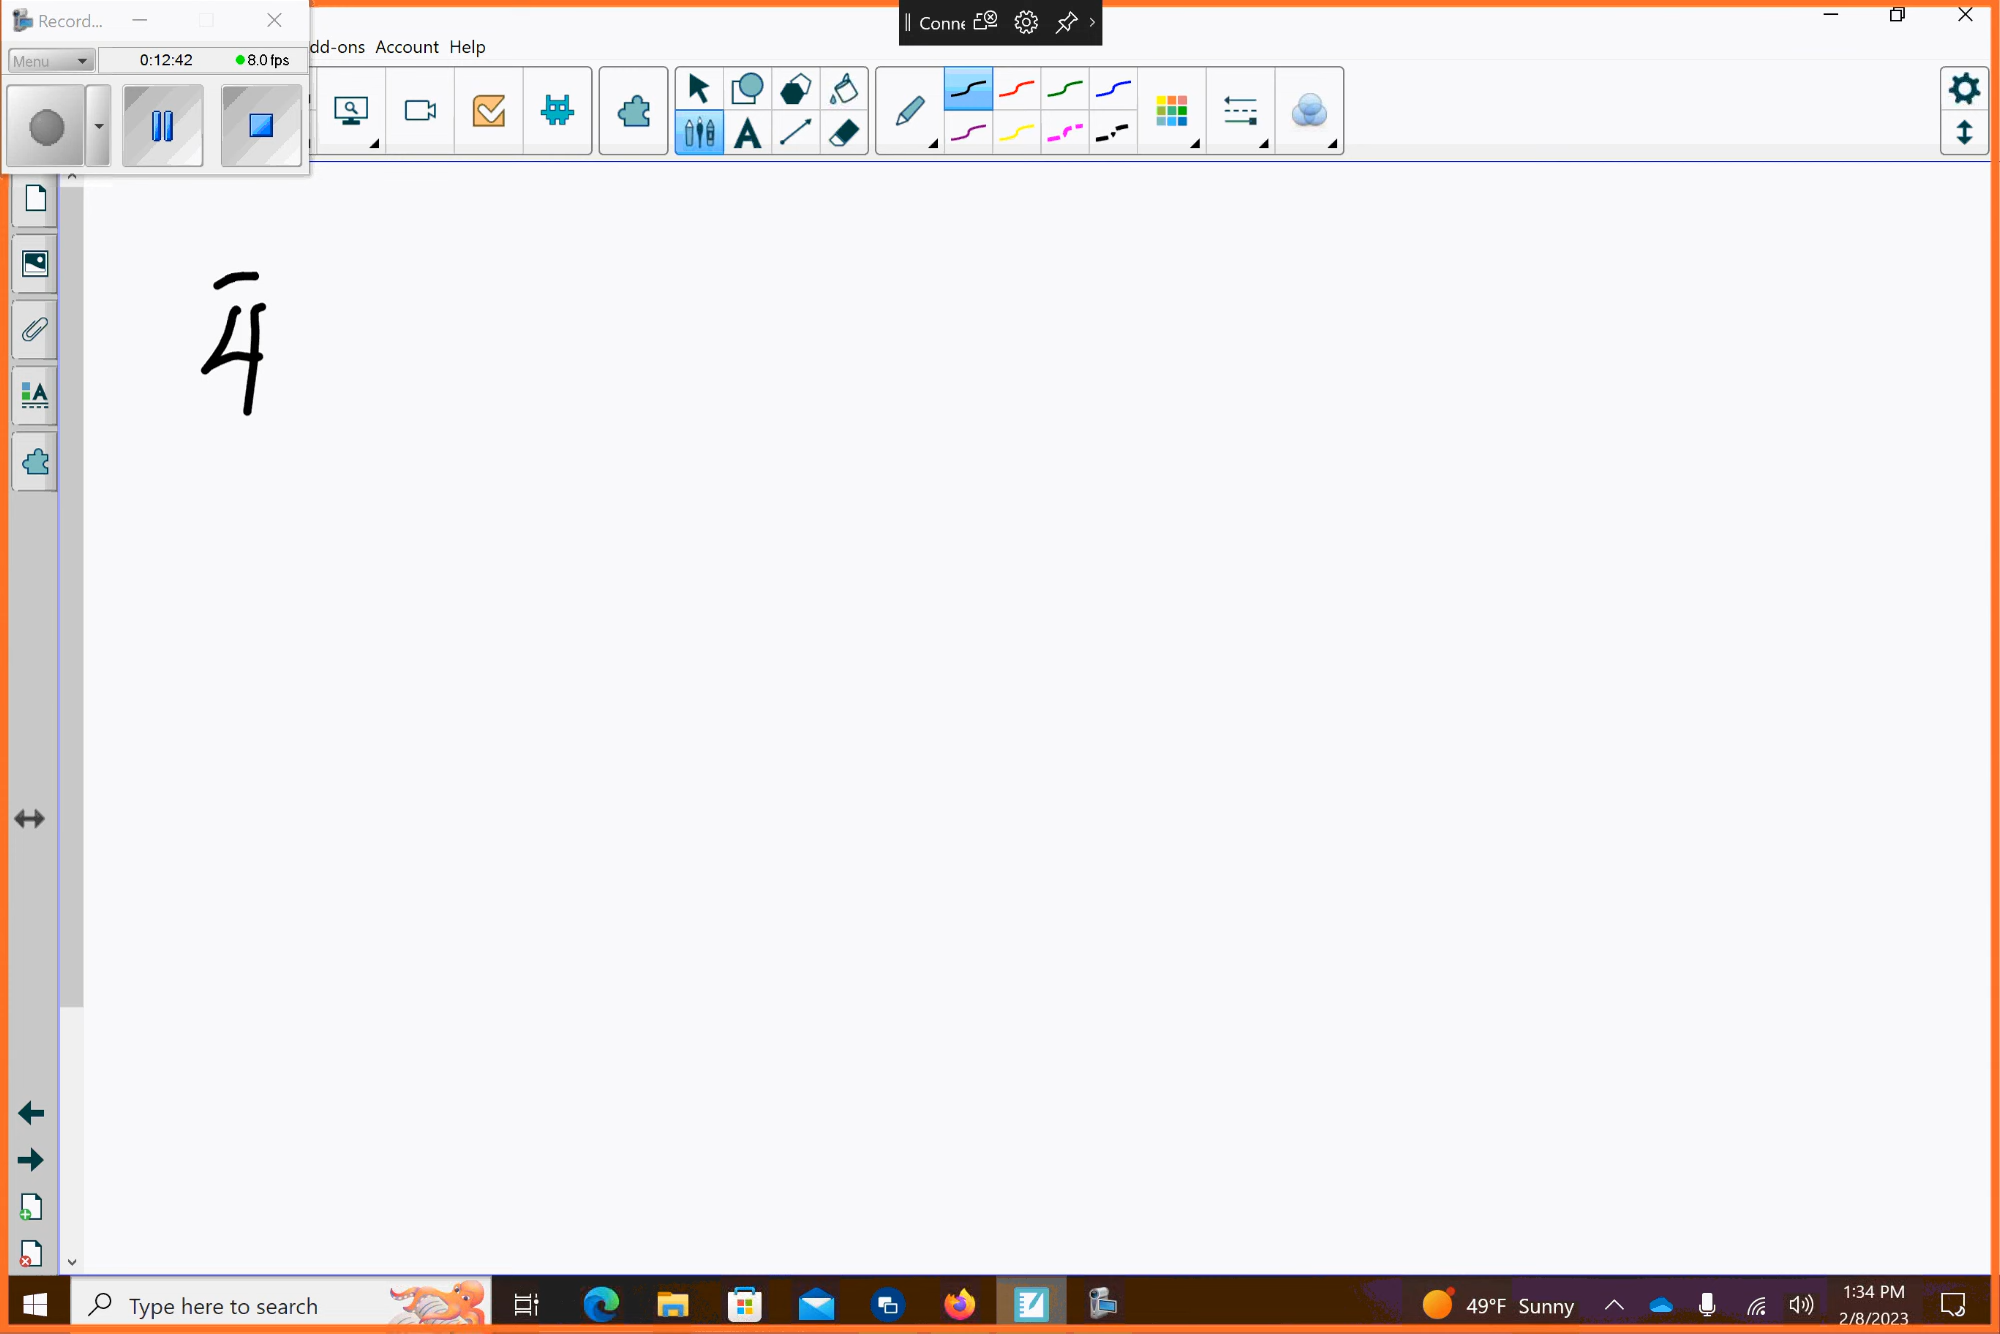 Record...
Conne
Menu
0:12:42
8.0 fps
dd-ons Account Help
4̅
Type here to search
49°F Sunny
1:34 PM
2/8/2023